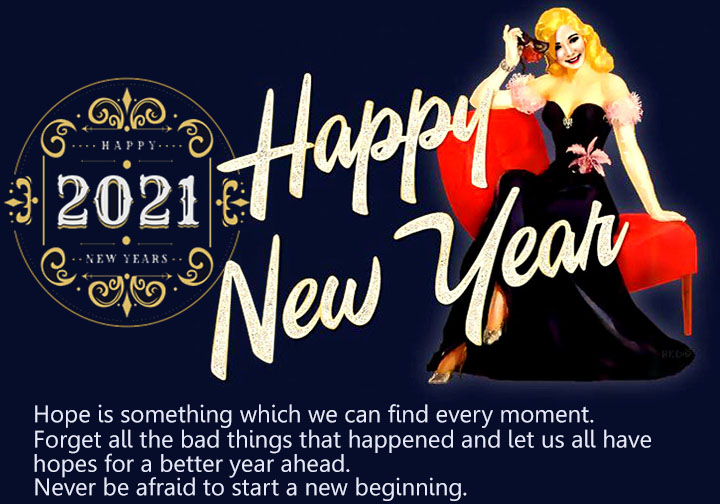 HAPPY
2021
NEW YEARS
Happy
New Year
Hope is something which we can find every moment.
Forget all the bad things that happened and let us all have
hopes for a better year ahead.
Never be afraid to start a new beginning.